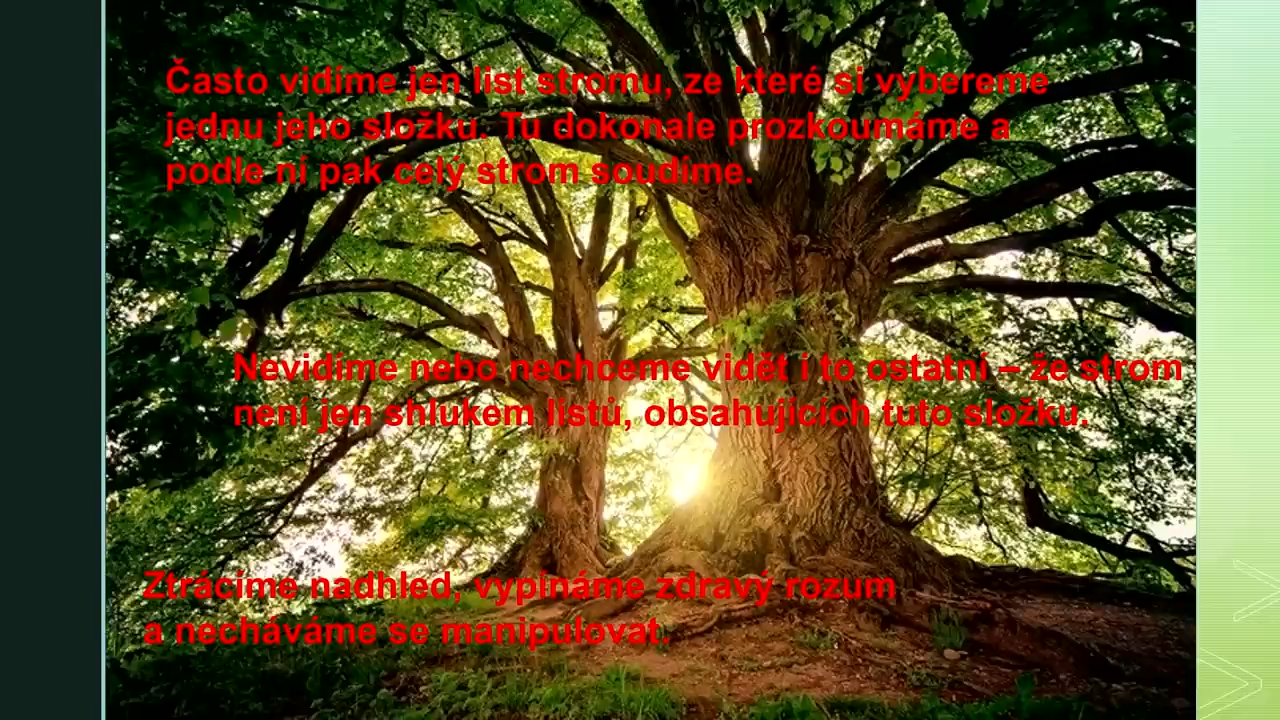 Často vidíme jen list stromu, ze které si vybereme
jednu jeho složku. Tu dokonale prozkoumáme a
podle ní pak celý strom soudíme.
Nevidíme nebo nechceme vidět i to ostatní – že strom
není jen shlukem listů, obsahujících tuto složku.
Ztrácíme nadhled, vypínáme zdravý rozum
a necháváme se manipulovat.